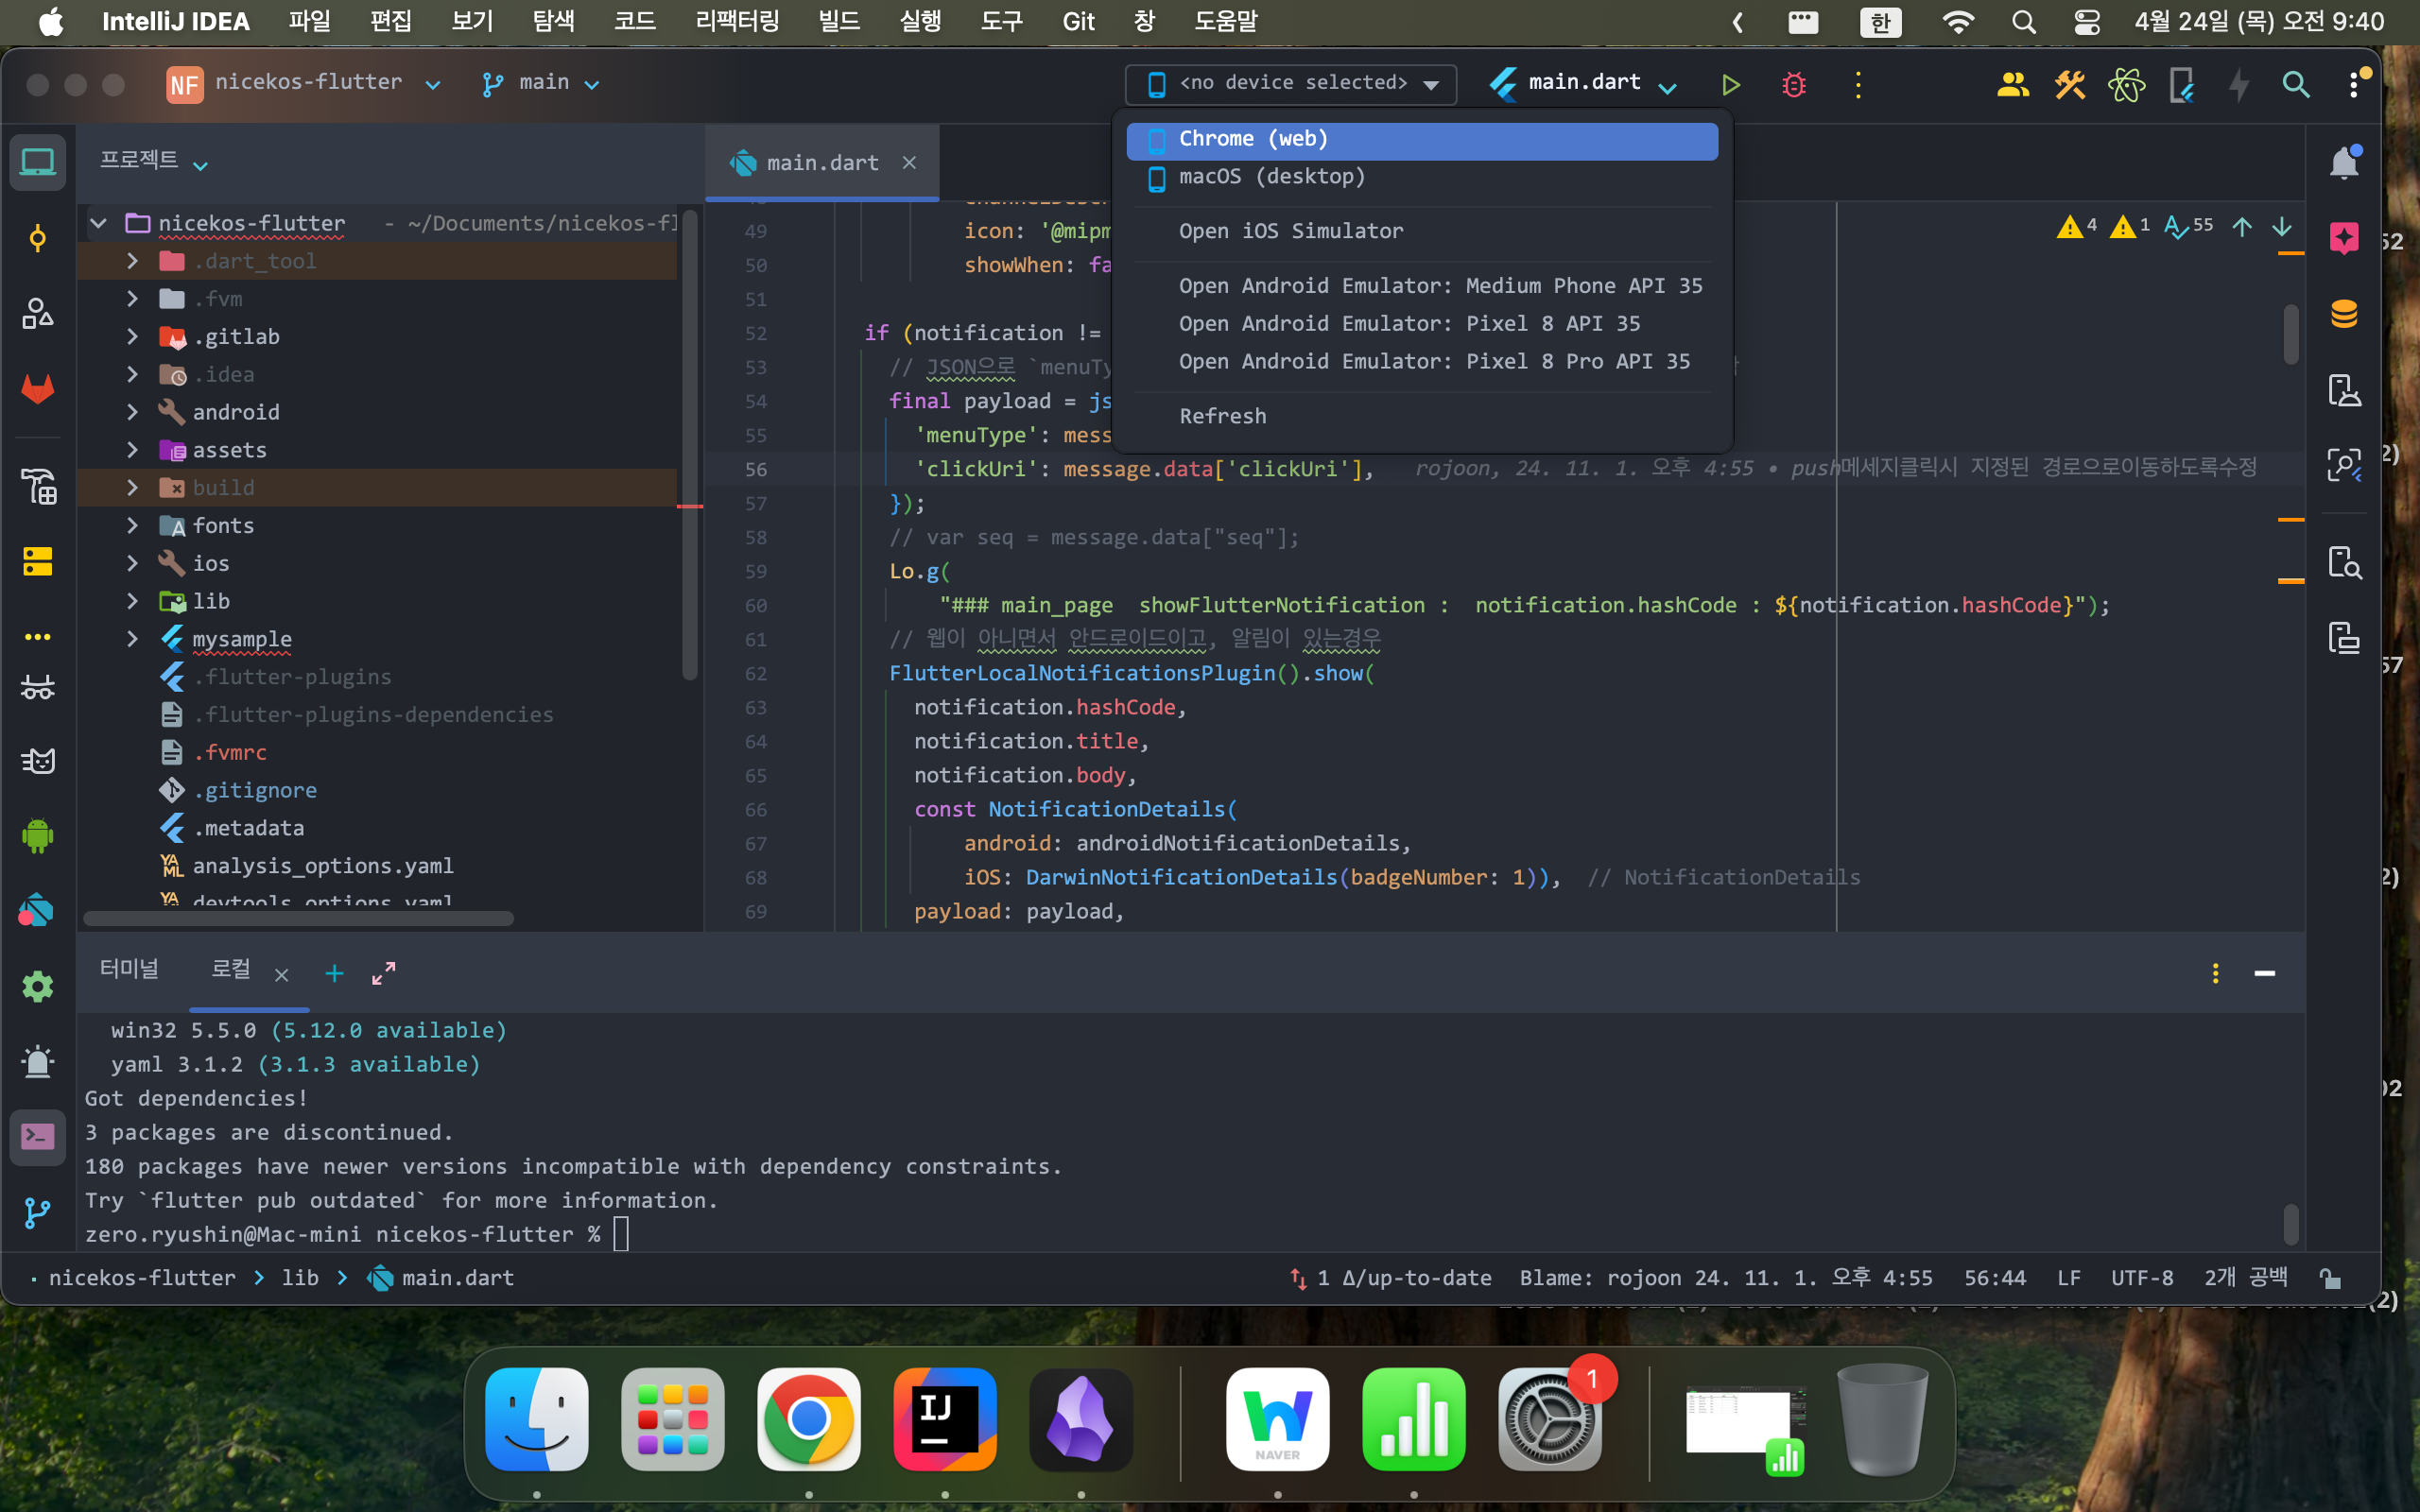 IntelliJ IDEA 파일 편집 보기 탐색 코드 리팩터링 빌드 실행 도구 Git 창 도움말 한 4월 24일 (목) 오전 9:40
NF nicekos-flutter main <no device selected> main.dart
Chrome (web)
macOS (desktop)
Open iOS Simulator
Open Android Emulator: Medium Phone API 35
Open Android Emulator: Pixel 8 API 35
Open Android Emulator: Pixel 8 Pro API 35
Refresh
프로젝트
nicekos-flutter - ~/Documents/nicekos-fl
.dart_tool
.fvm
.gitlab
.idea
android
assets
build
fonts
ios
lib
mysample
.flutter-plugins
.flutter-plugins-dependencies
.fvmrc
.gitignore
.metadata
analysis_options.yaml
devtools_options.yaml
main.dart
4 1 55
49 icon: '@mipm
50 showWhen: fa
51
52 if (notification !=
53 // JSON으로 `menuTy
54 final payload = js
55 'menuType': mess
56 'clickUri': message.data['clickUri'], rojoon, 24. 11. 1. 오후 4:55 • push메세지클릭시 지정된 경로으로이동하도록수정
57 });
58 // var seq = message.data["seq"];
59 Lo.g(
60 "### main_page  showFlutterNotification :  notification.hashCode : ${notification.hashCode}");
61 // 웹이 아니면서 안드로이드이고, 알림이 있는경우
62 FlutterLocalNotificationsPlugin().show(
63 notification.hashCode,
64 notification.title,
65 notification.body,
66 const NotificationDetails(
67 android: androidNotificationDetails,
68 iOS: DarwinNotificationDetails(badgeNumber: 1)), // NotificationDetails
69 payload: payload,
터미널 로컬
win32 5.5.0 (5.12.0 available)
yaml 3.1.2 (3.1.3 available)
Got dependencies!
3 packages are discontinued.
180 packages have newer versions incompatible with dependency constraints.
Try `flutter pub outdated` for more information.
zero.ryushin@Mac-mini nicekos-flutter %
nicekos-flutter > lib > main.dart 1 Δ/up-to-date Blame: rojoon 24. 11. 1. 오후 4:55 56:44 LF UTF-8 2개 공백
52
2)
57
2)
02
(2)
IJ
NAVER
1